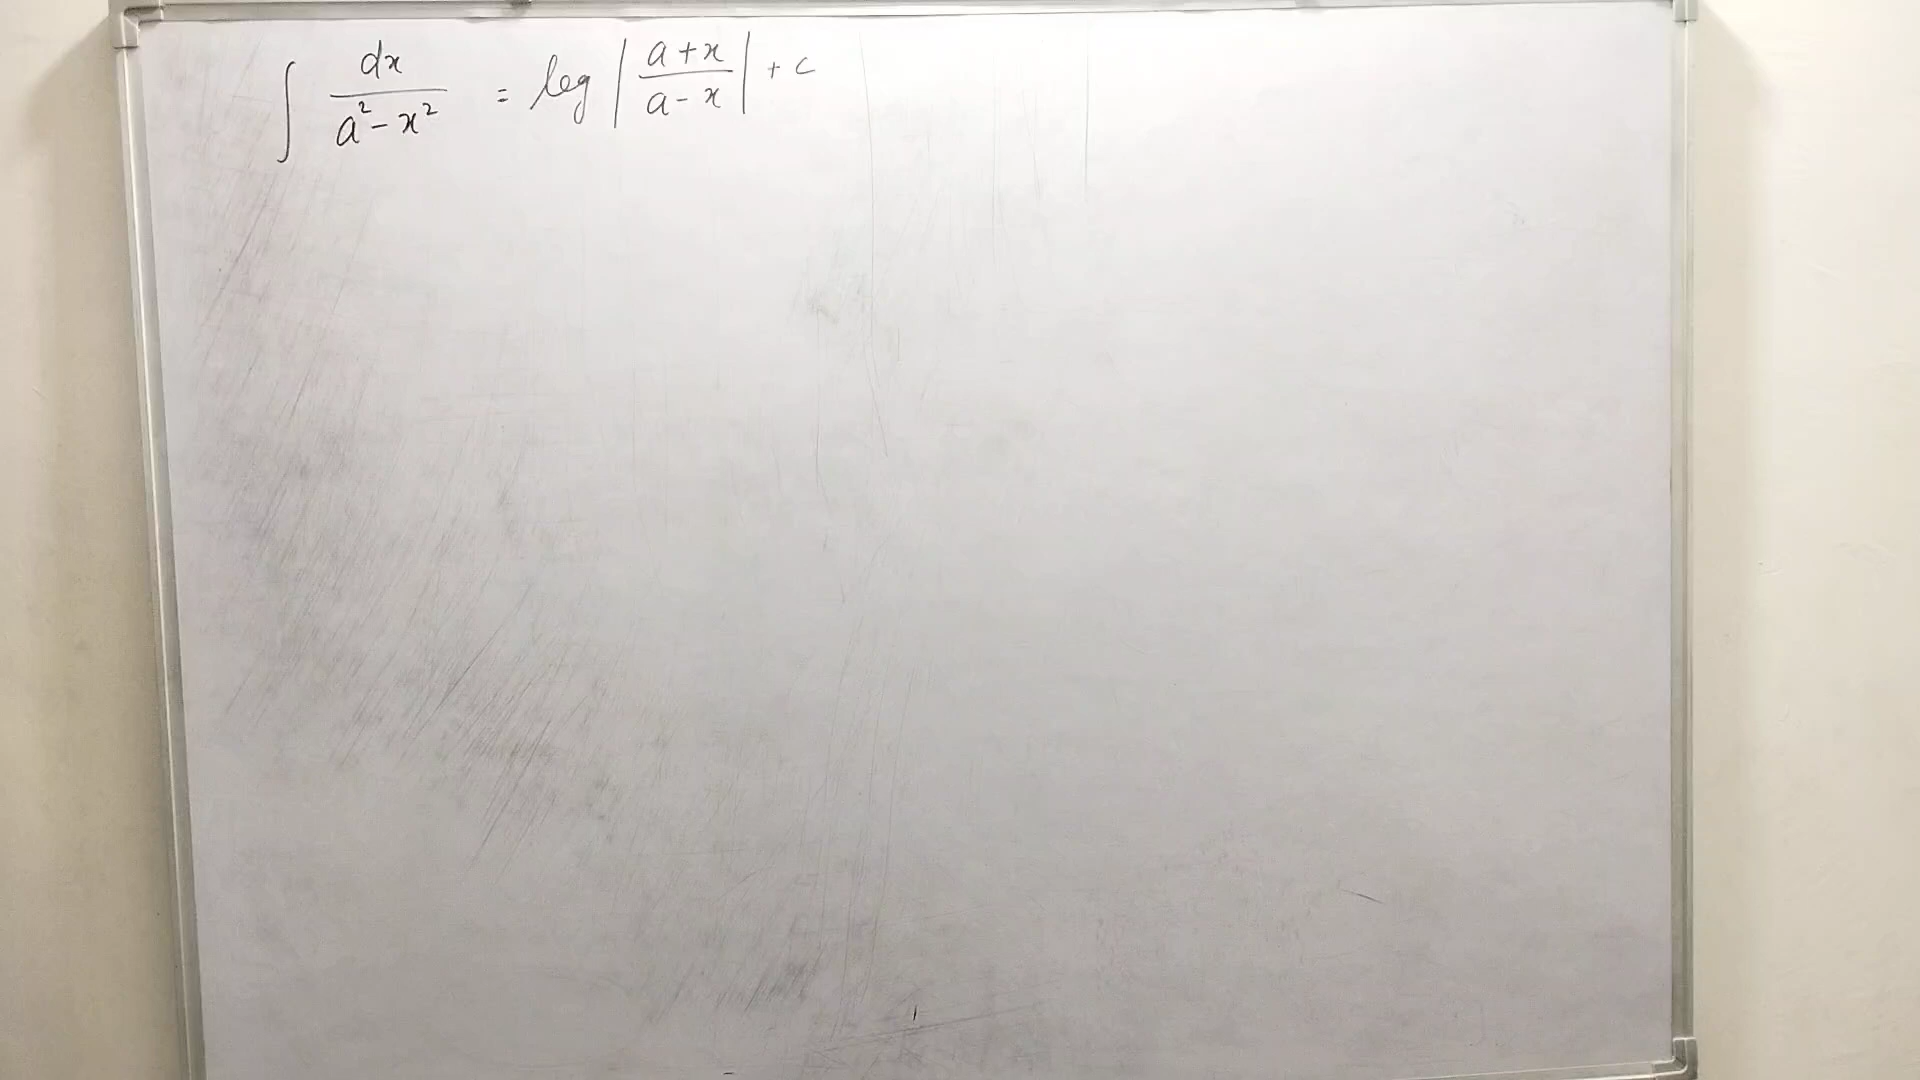 ∫ dx / (a² - x²) = log | (a + x) / (a - x) | + c